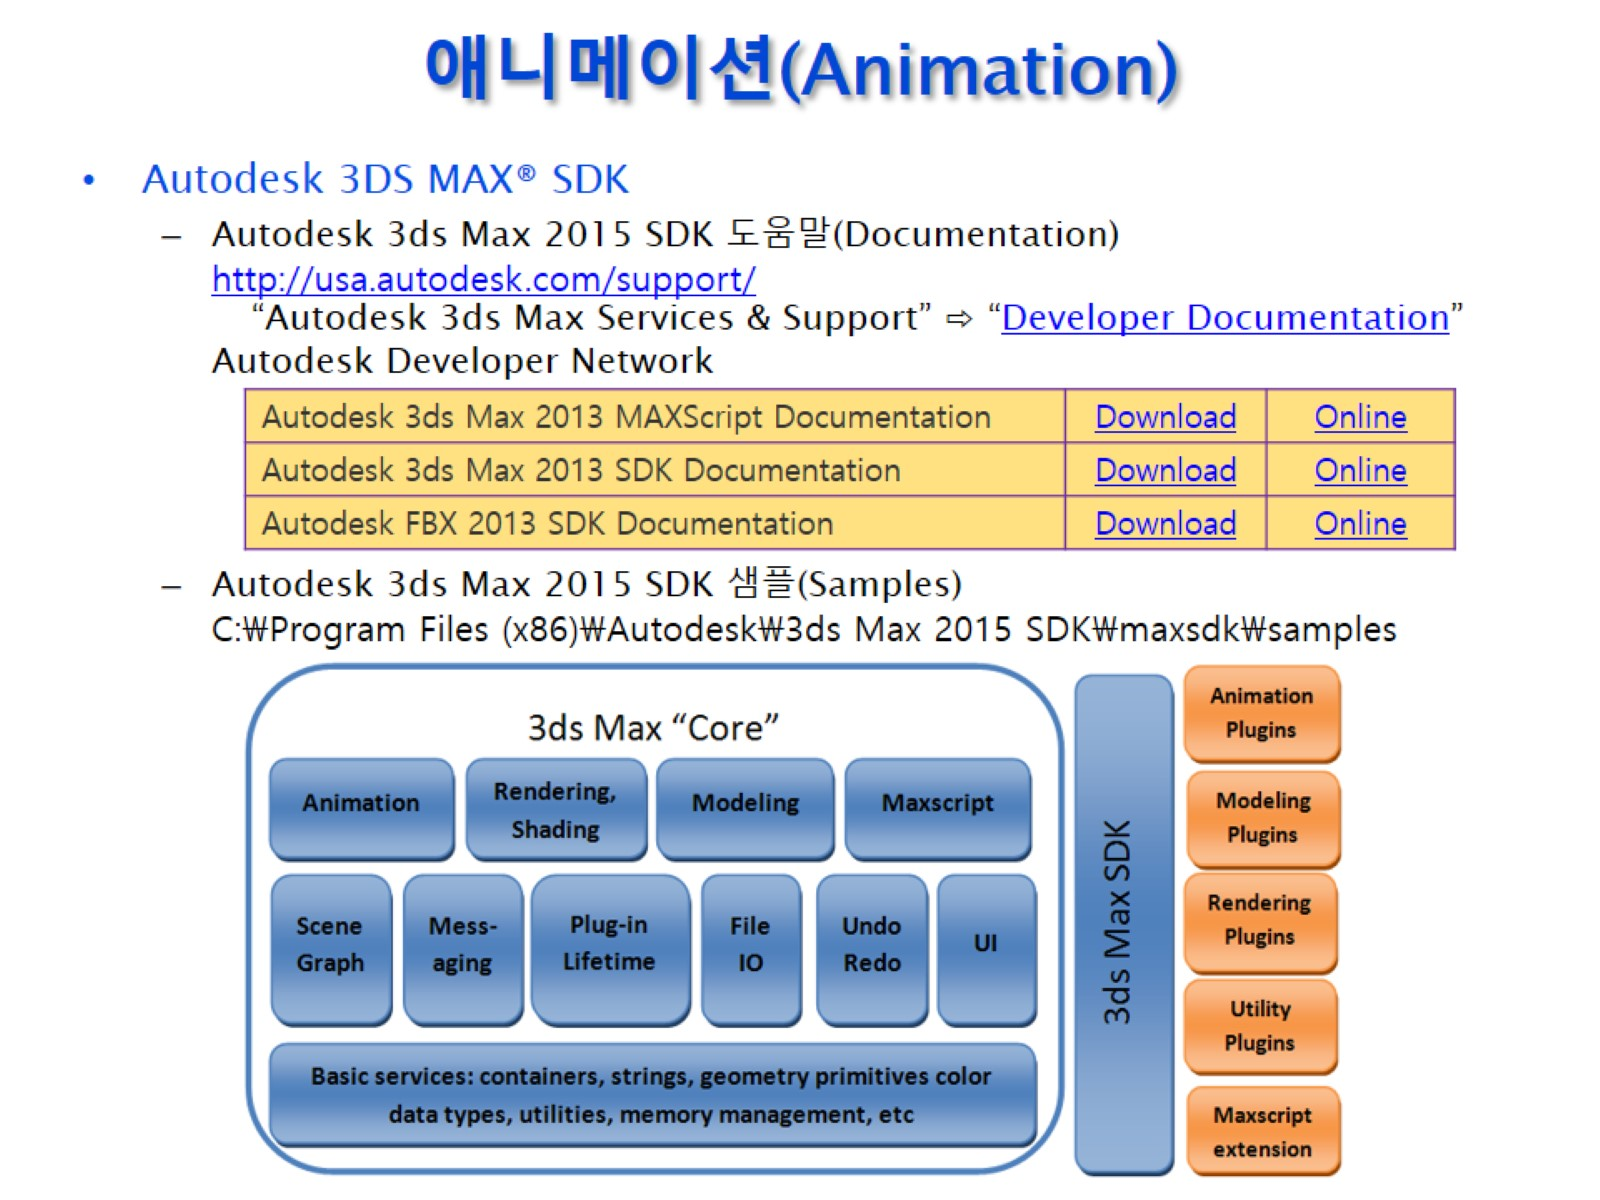 애니메이션(Animation)
• Autodesk 3DS MAX® SDK
– Autodesk 3ds Max 2015 SDK 도움말(Documentation)
http://usa.autodesk.com/support/
“Autodesk 3ds Max Services & Support” ⇨ “Developer Documentation”
Autodesk Developer Network
Autodesk 3ds Max 2013 MAXScript Documentation Download Online
Autodesk 3ds Max 2013 SDK Documentation Download Online
Autodesk FBX 2013 SDK Documentation Download Online
– Autodesk 3ds Max 2015 SDK 샘플(Samples)
C:₩Program Files (x86)₩Autodesk₩3ds Max 2015 SDK₩maxsdk₩samples
3ds Max “Core”
Animation
Rendering,
Shading
Modeling
Maxscript
Scene
Graph
Mess-
aging
Plug-in
Lifetime
File
IO
Undo
Redo
UI
Basic services: containers, strings, geometry primitives color
data types, utilities, memory management, etc
3ds Max SDK
Animation
Plugins
Modeling
Plugins
Rendering
Plugins
Utility
Plugins
Maxscript
extension